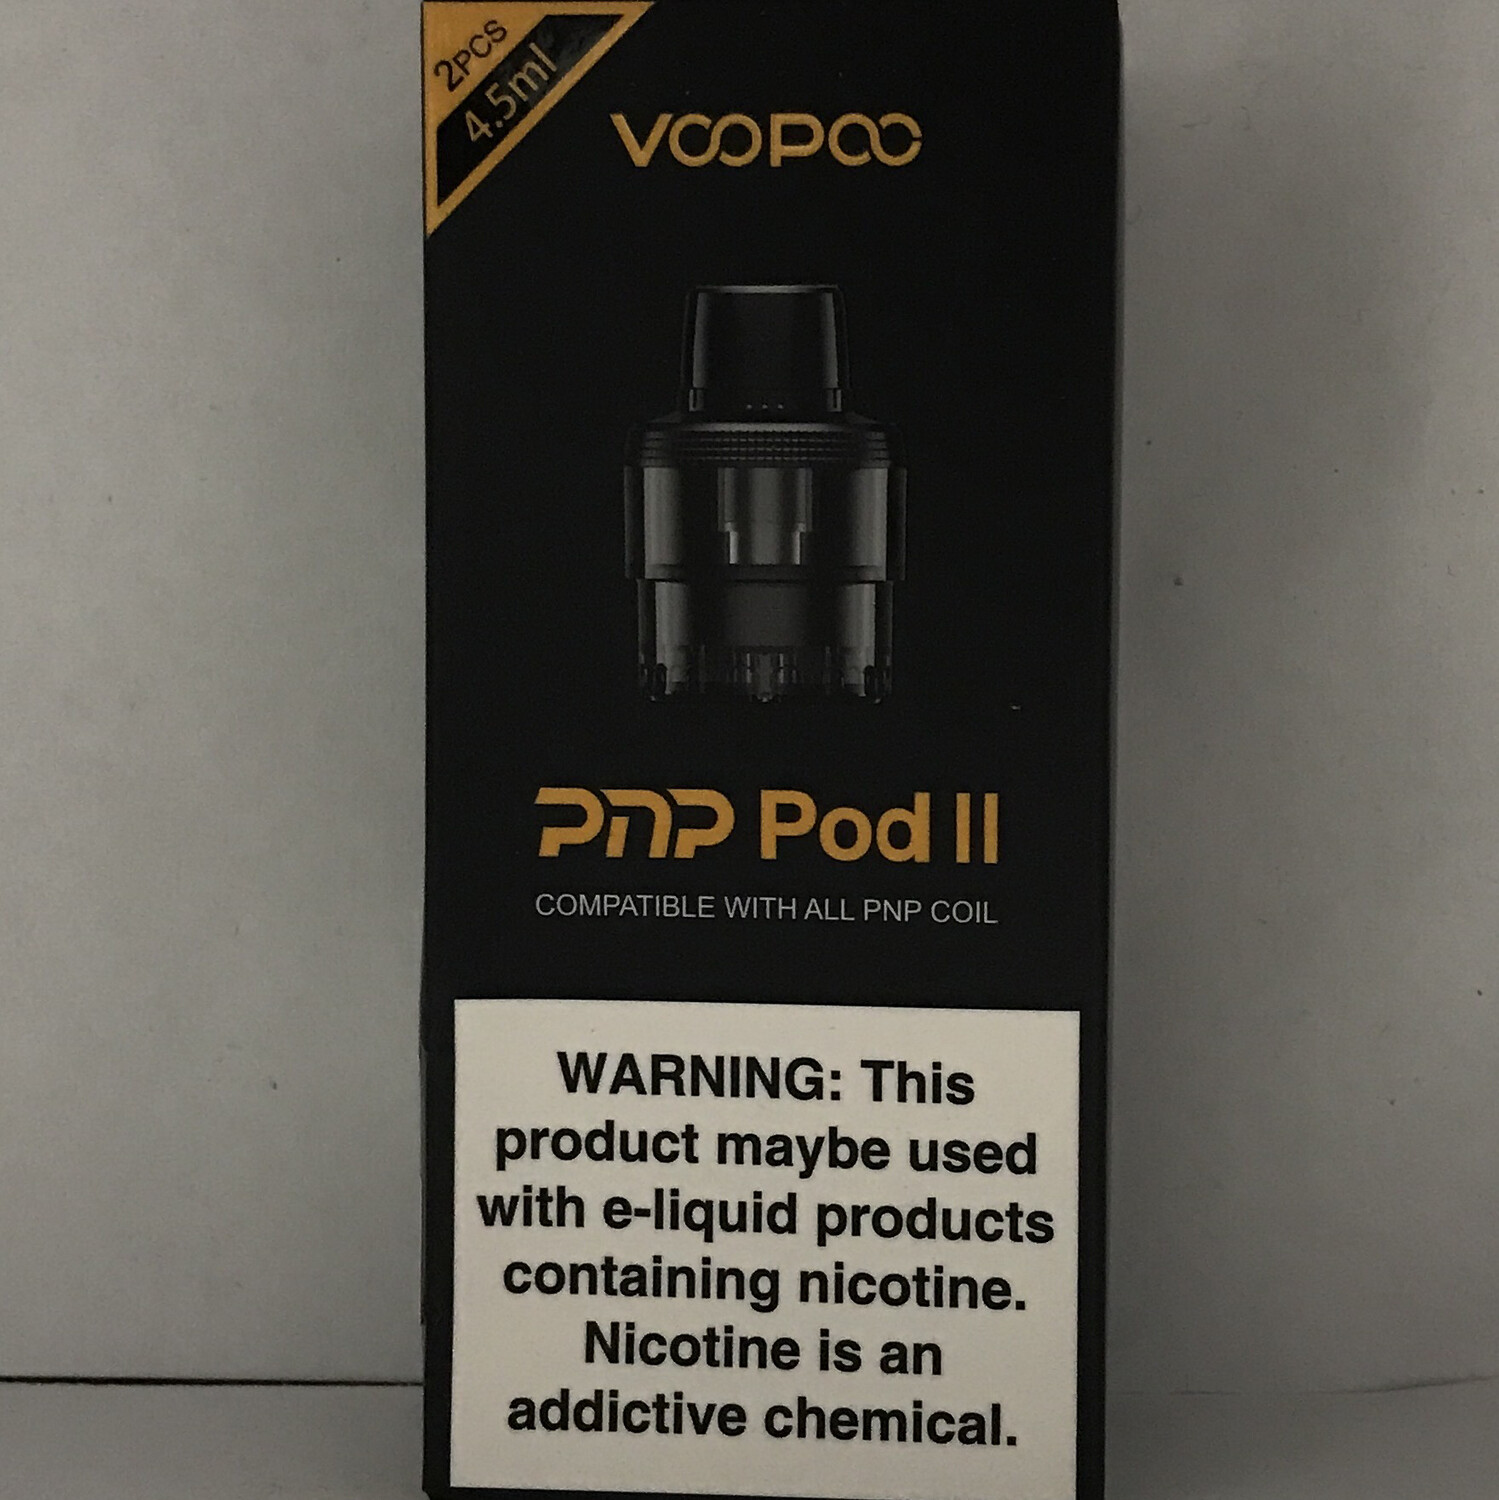 2PCS
4.5ml
VOOPOO
PNP Pod II
COMPATIBLE WITH ALL PNP COIL
WARNING: This
product maybe used
with e-liquid products
containing nicotine.
Nicotine is an
addictive chemical.